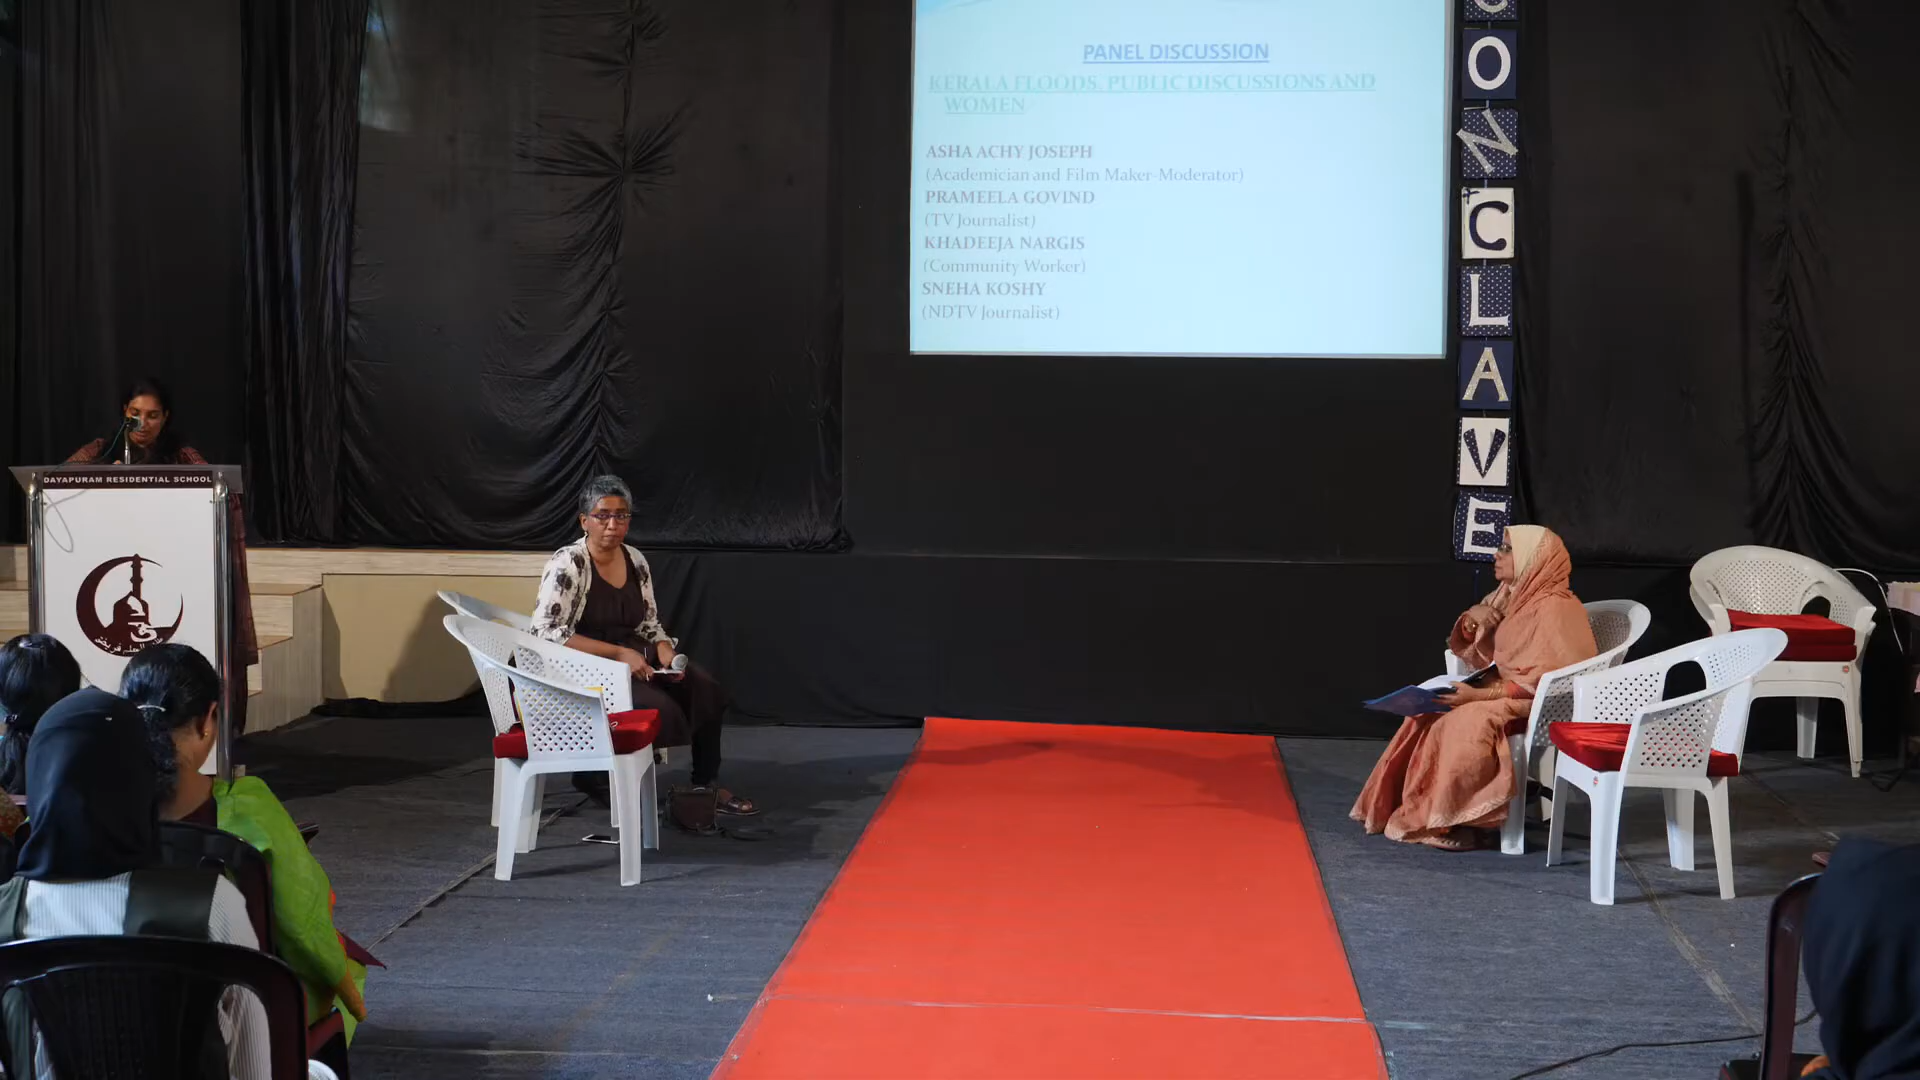 PANEL DISCUSSION
KERALA FLOODS, PUBLIC DISCUSSIONS AND
WOMEN
ASHA ACHY JOSEPH
(Academician and Film Maker-Moderator)
PRAMEELA GOVIND
(TV Journalist)
KHADEEJA NARGIS
(Community Worker)
SNEHA KOSHY
(NDTV Journalist)
CONCLAVE
DAYAPURAM RESIDENTIAL SCHOOL